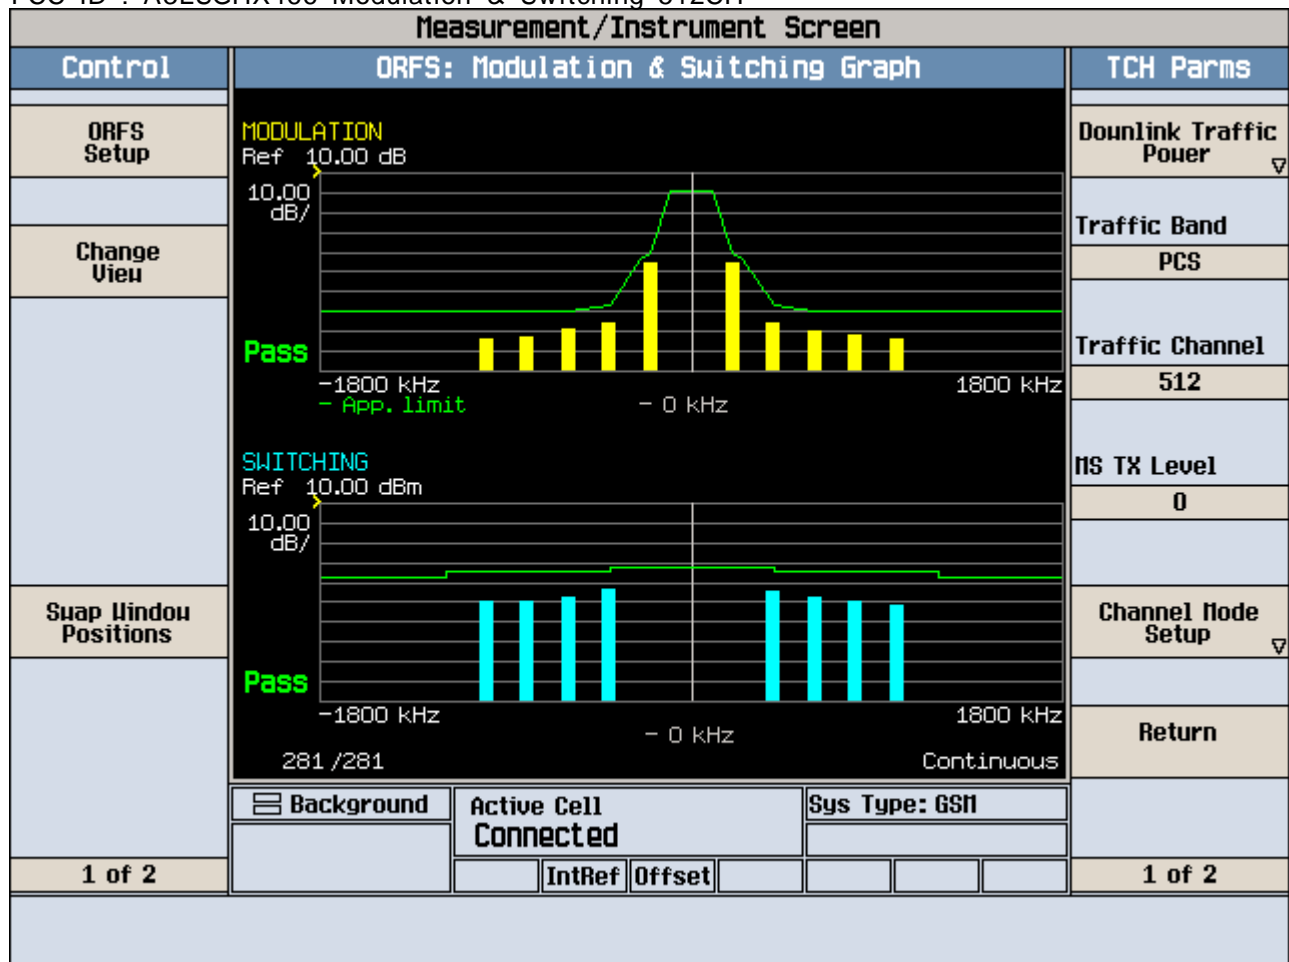 Modulation & Switching 512CH
Measurement/Instrument Screen
Control
ORFS: Modulation & Switching Graph
TCH Parms
ORFS
Setup
Change
View
Swap Window
Positions
1 of 2
MODULATION
Ref 10.00 dB
10.00
dB/
Pass
-1800 kHz
1800 kHz
- App. limit
- 0 kHz
SWITCHING
Ref 10.00 dBm
10.00
dB/
Pass
-1800 kHz
1800 kHz
- 0 kHz
281 /281
Continuous
Background
Active Cell
Connected
Sys Type: GSM
IntRef
Offset
Downlink Traffic
Power
Traffic Band
PCS
Traffic Channel
512
MS TX Level
0
Channel Mode
Setup
Return
1 of 2